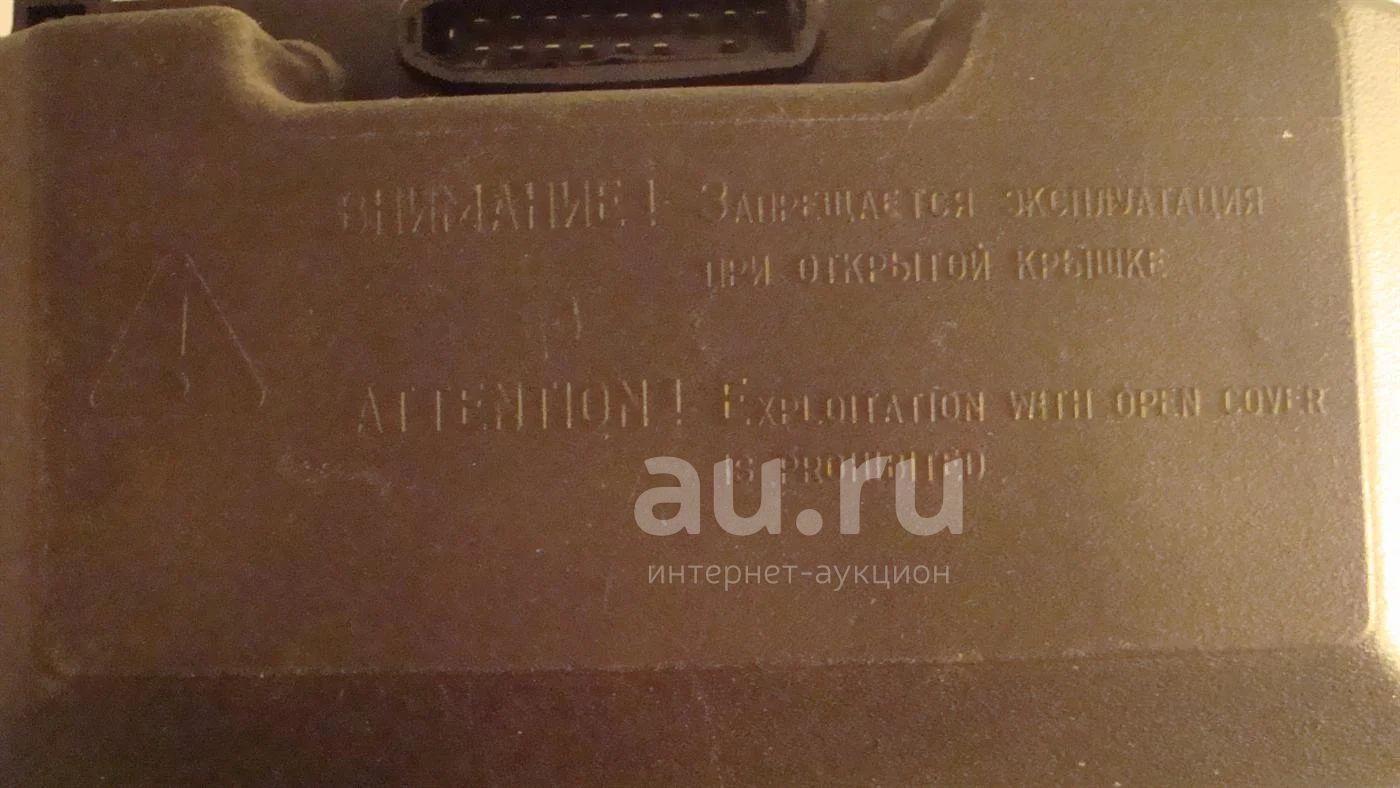 ВНИМАНИЕ! ЗАПРЕЩАЕТСЯ ЭКСПЛУАТАЦИЯ
ПРИ ОТКРЫТОЙ КРЫШКЕ
ATTENTION! EXPLOITATION WITH OPEN COVER
IS PROHIBITED
au.ru
интернет-аукцион